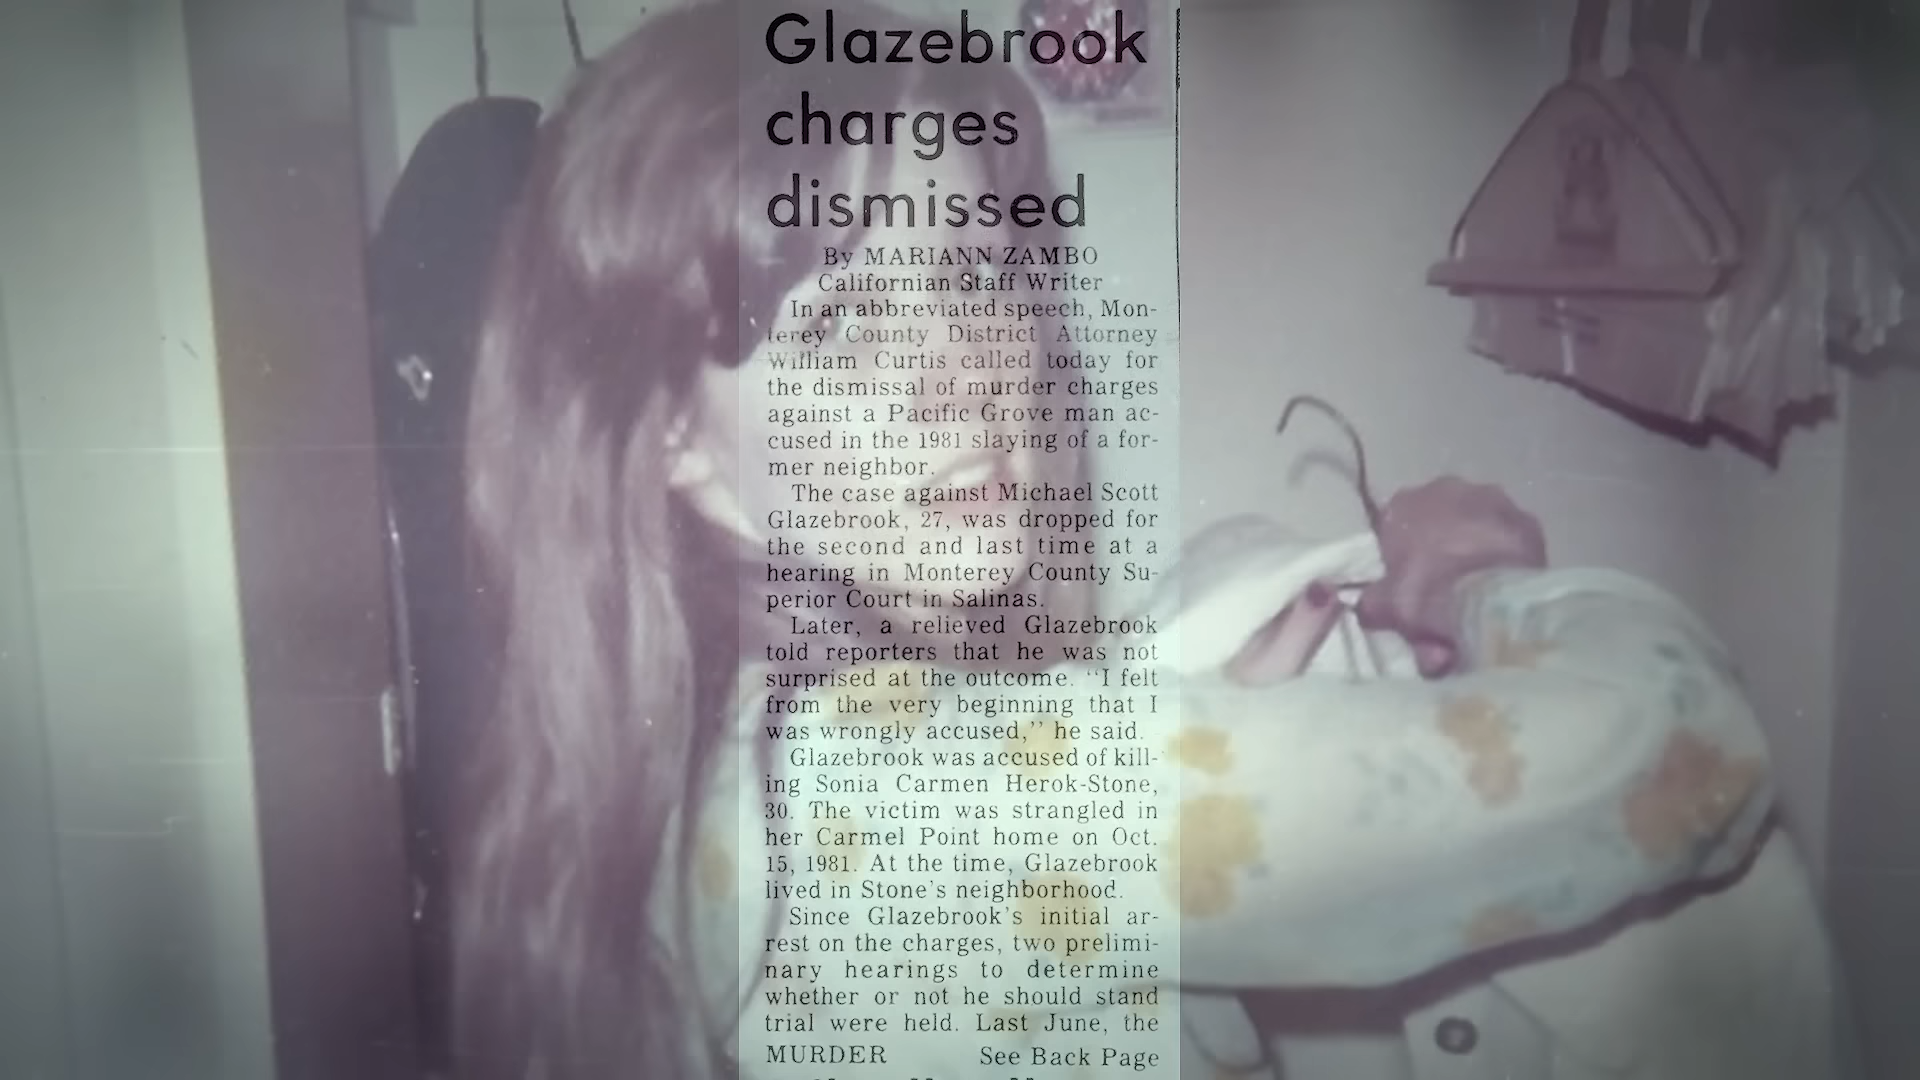 Glazebrook
charges
dismissed
By MARIANN ZAMBO
Californian Staff Writer
In an abbreviated speech, Mon-
terey County District Attorney
William Curtis called today for
the dismissal of murder charges
against a Pacific Grove man ac-
cused in the 1981 slaying of a for-
mer neighbor.
The case against Michael Scott
Glazebrook, 27, was dropped for
the second and last time at a
hearing in Monterey County Su-
perior Court in Salinas.
Later, a relieved Glazebrook
told reporters that he was not
surprised at the outcome. “I felt
from the very beginning that I
was wrongly accused,” he said.
Glazebrook was accused of kill-
ing Sonia Carmen Herok-Stone,
30. The victim was strangled in
her Carmel Point home on Oct.
15, 1981. At the time, Glazebrook
lived in Stone's neighborhood.
Since Glazebrook's initial ar-
rest on the charges, two prelimi-
nary hearings to determine
whether or not he should stand
trial were held. Last June, the
MURDER See Back Page